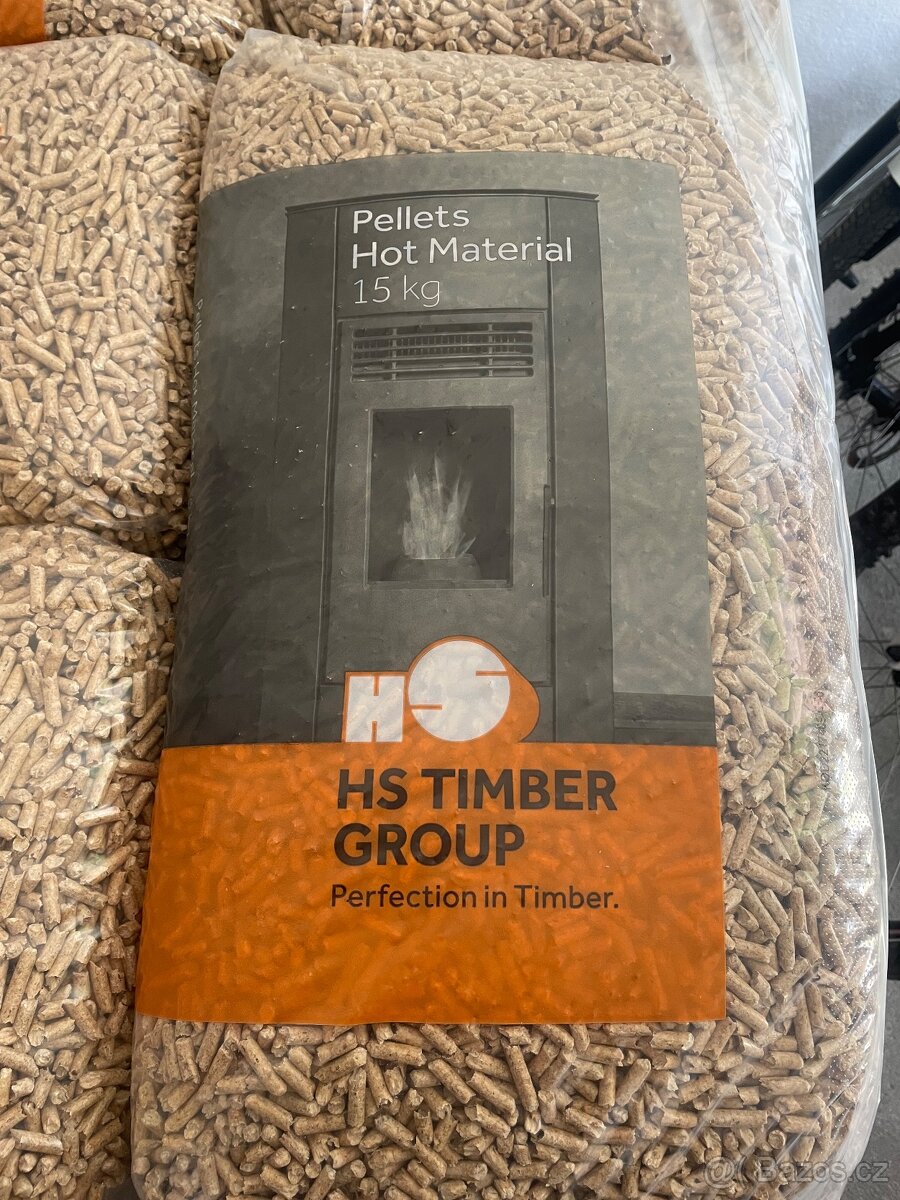 Pellets
Hot Material
15 kg
HS
HS TIMBER
GROUP
Perfection in Timber.
Bazos.cz